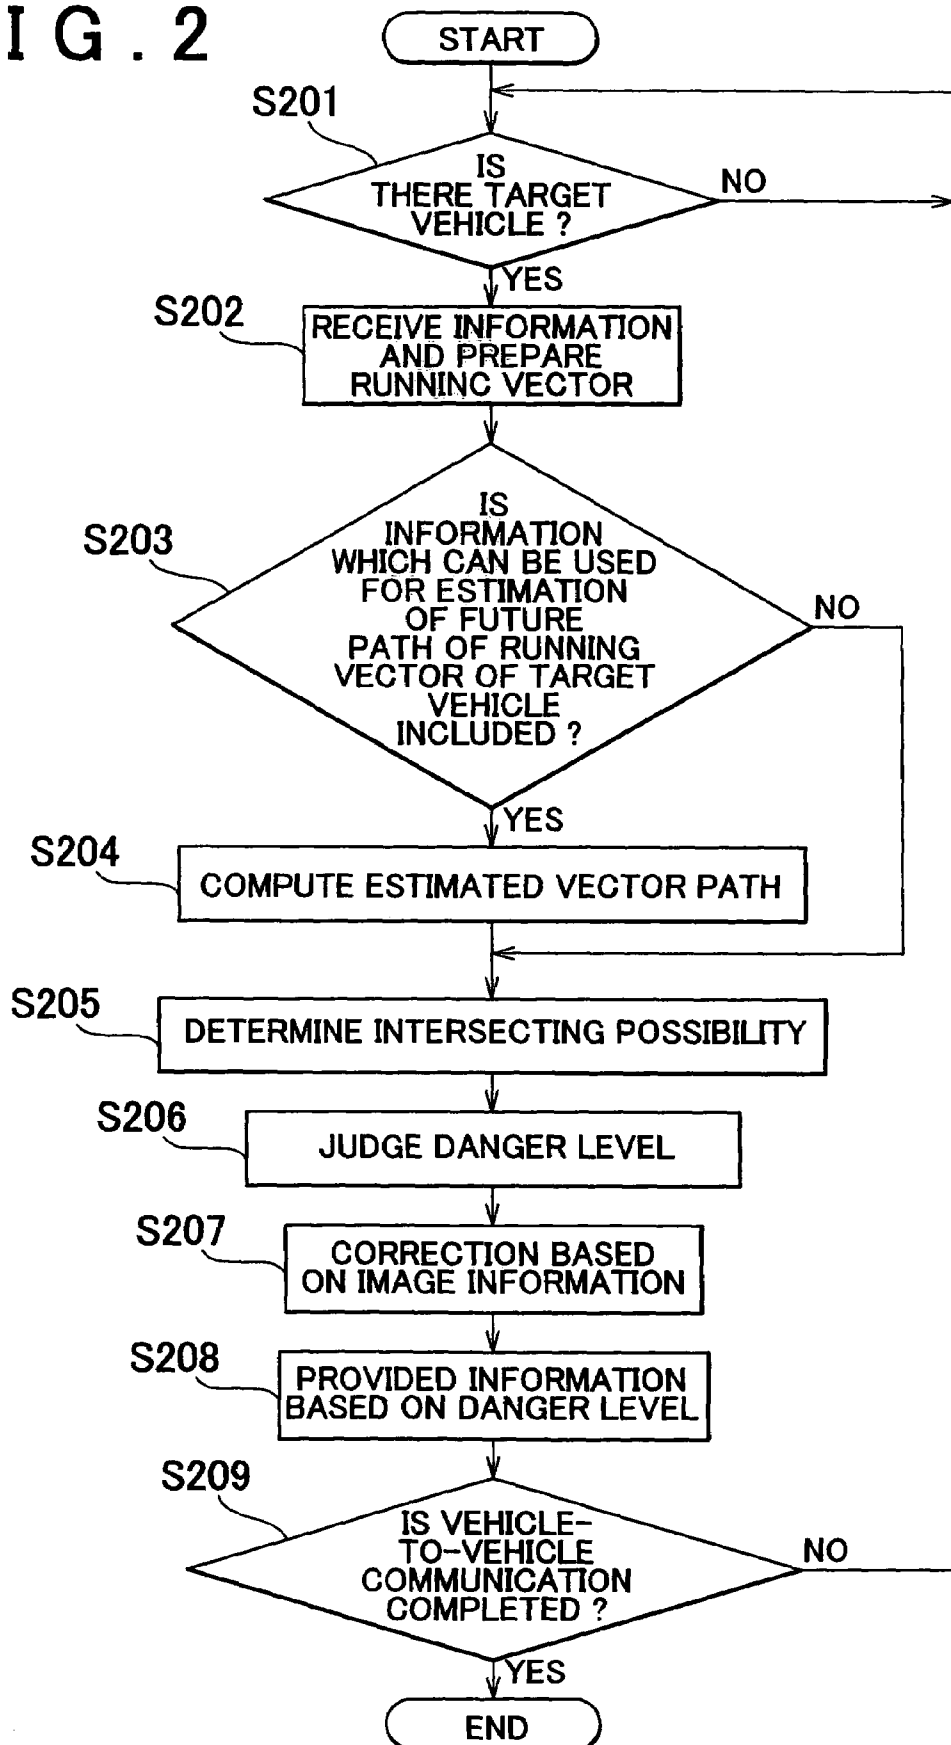 I G . 2
START
S201
IS
THERE TARGET
VEHICLE ?
NO
YES
S202
RECEIVE INFORMATION
AND PREPARE
RUNNINC VECTOR
S203
IS
INFORMATION
WHICH CAN BE USED
FOR ESTIMATION
OF FUTURE
PATH OF RUNNING
VECTOR OF TARGET
VEHICLE
INCLUDED ?
NO
YES
S204
COMPUTE ESTIMATED VECTOR PATH
S205
DETERMINE INTERSECTING POSSIBILITY
S206
JUDGE DANGER LEVEL
S207
CORRECTION BASED
ON IMAGE INFORMATION
S208
PROVIDED INFORMATION
BASED ON DANGER LEVEL
S209
IS VEHICLE-
TO-VEHICLE
COMMUNICATION
COMPLETED ?
NO
YES
END